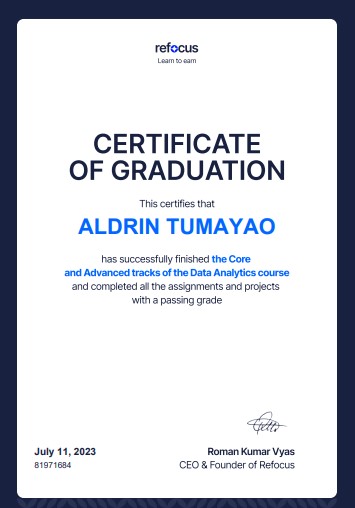 refocus
Learn to earn
CERTIFICATE
OF GRADUATION
This certifies that
ALDRIN TUMAYAO
has successfully finished the Core
and Advanced tracks of the Data Analytics course
and completed all the assignments and projects
with a passing grade
July 11, 2023
81971684
Roman Kumar Vyas
CEO & Founder of Refocus